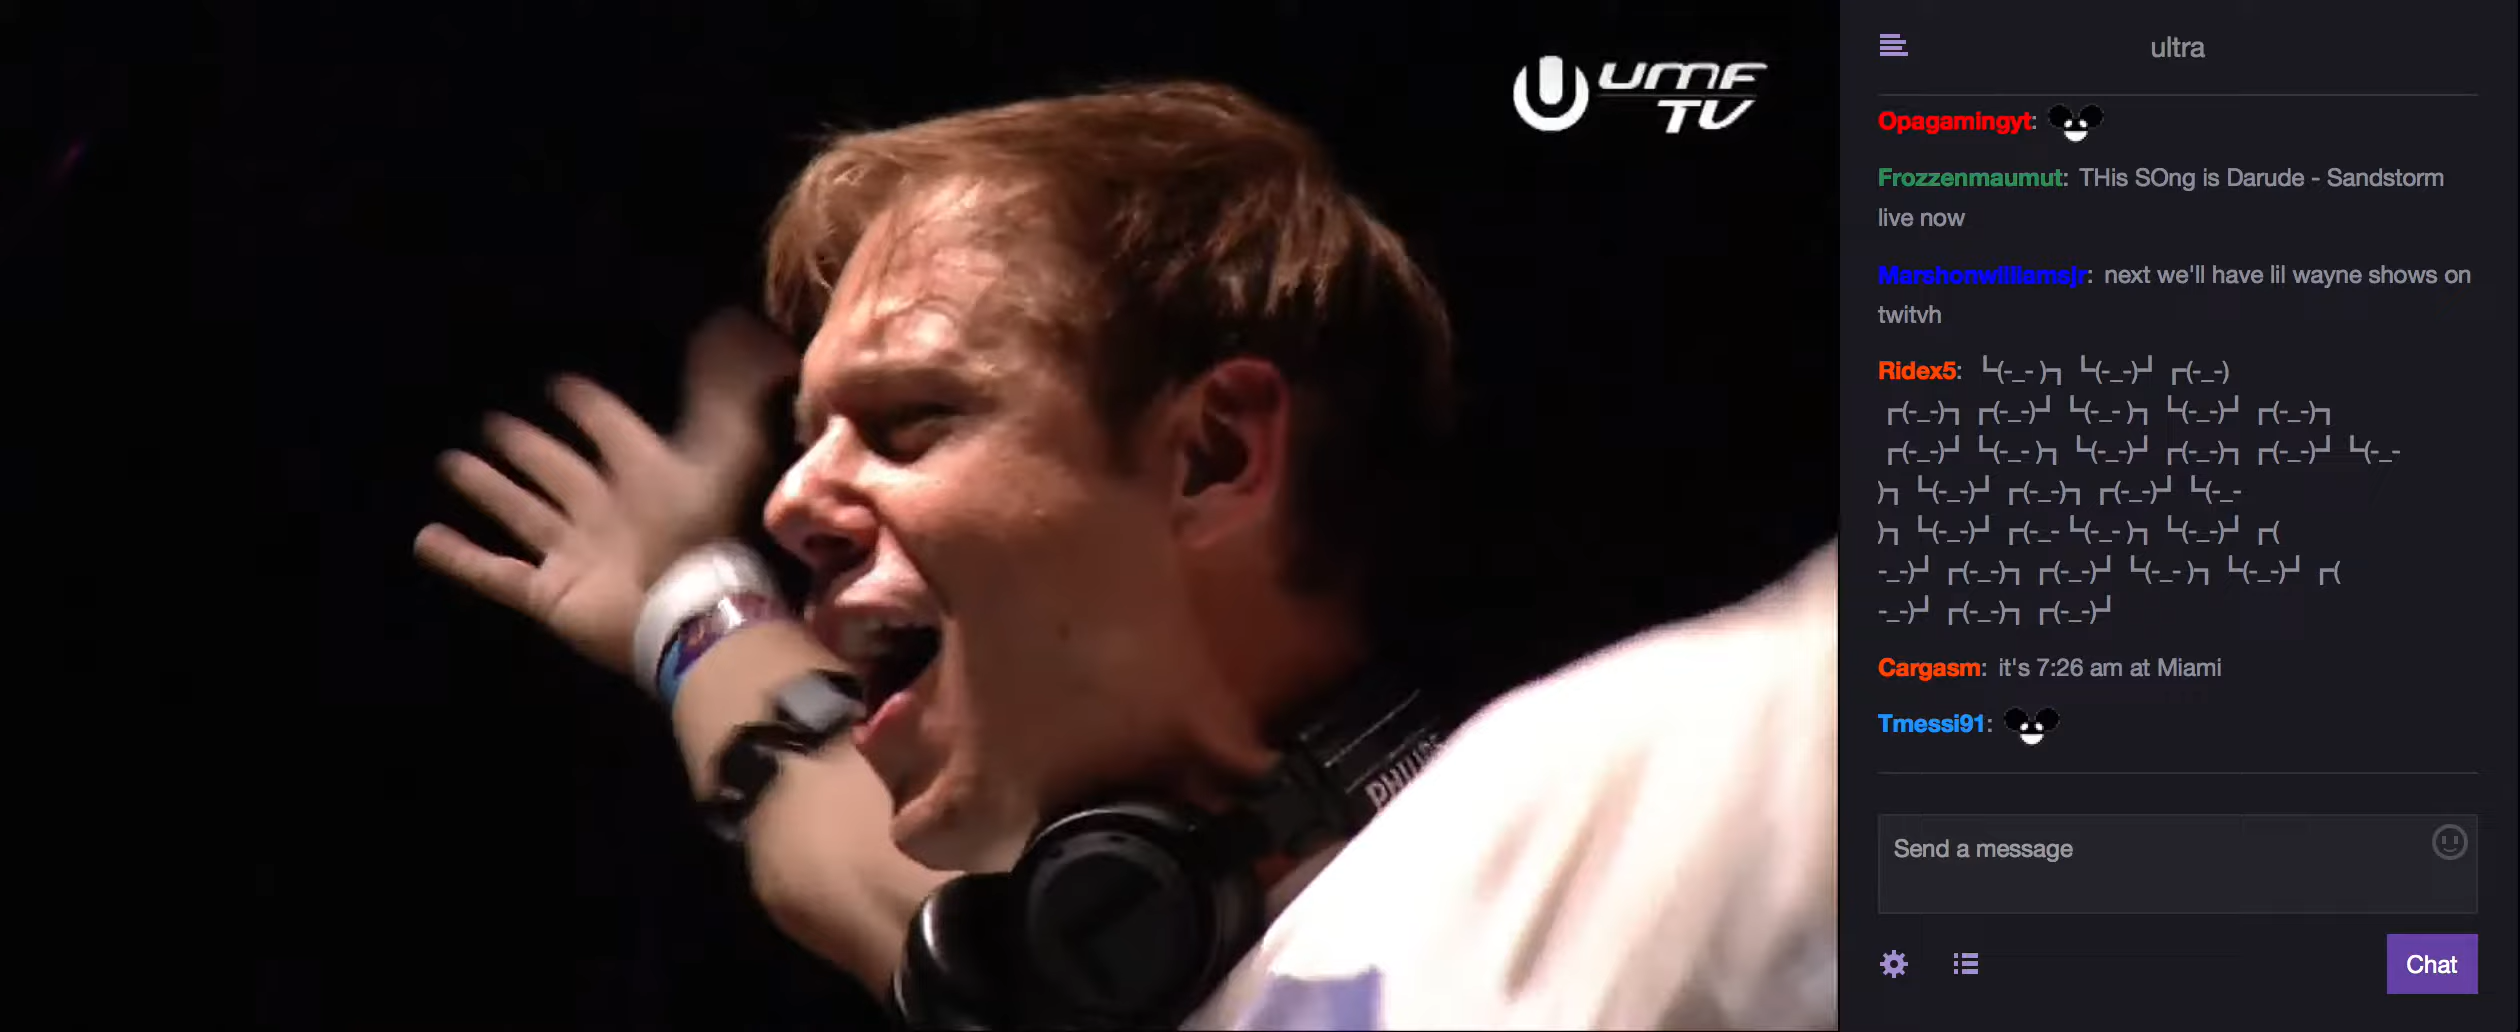 UMF
TV
PHILIPS
ultra
Opagamingyt:
Frozzenmaumut: THis SOng is Darude - Sandstorm
live now
Marshonwilliamsjr: next we'll have lil wayne shows on
twitvh
Ridex5: ┗(-_- )┓ ┗(-_-)┛ ┏(-_-)
┏(-_-)┓ ┏(-_-)┛ ┗(-_- )┓ ┗(-_-)┛ ┏(-_-)┓
┏(-_-)┛ ┗(-_- )┓ ┗(-_-)┛ ┏(-_-)┓ ┏(-_-)┛ ┗(-_-
)┓ ┗(-_-)┛ ┏(-_-)┓ ┏(-_-)┛ ┗(-_-
)┓ ┗(-_-)┛ ┏(-_- ┗(-_- )┓ ┗(-_-)┛ ┏(
-_-)┛ ┏(-_-)┓ ┏(-_-)┛ ┗(-_- )┓ ┗(-_-)┛ ┏(
-_-)┛ ┏(-_-)┓ ┏(-_-)┛
Cargasm: it's 7:26 am at Miami
Tmessi91:
Send a message
Chat